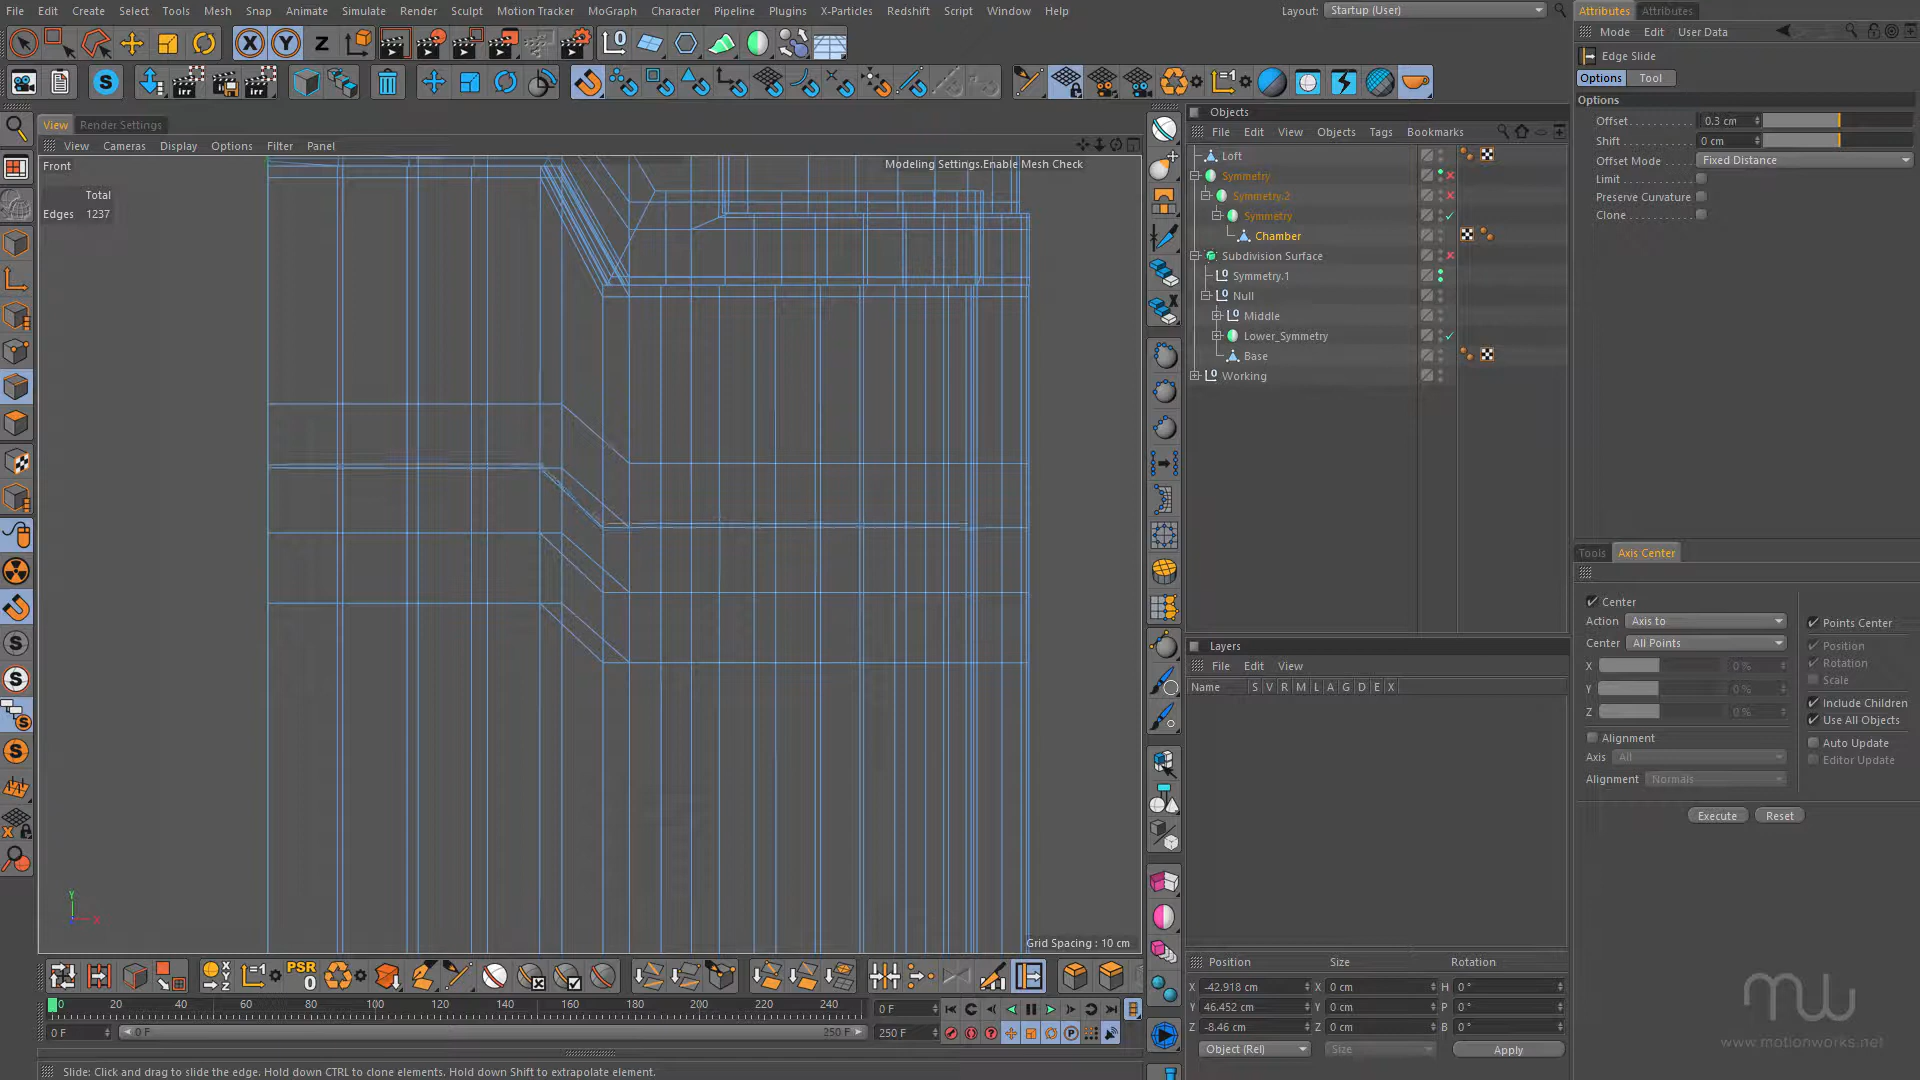 File Edit Create Select Tools Mesh Snap Animate Simulate Render Sculpt Motion Tracker MoGraph Character Pipeline Plugins X-Particles Redshift Script Window Help
Layout: Startup (User)
Attributes Attributes
Mode Edit User Data
Edge Slide
Options Tool
Options
Offset 0.3 cm
Shift 0 cm
Offset Mode Fixed Distance
Limit
Preserve Curvature
Clone
View Render Settings
View Cameras Display Options Filter Panel
Front
Modeling Settings.Enable Mesh Check
Total
Edges 1237
Grid Spacing : 10 cm
Objects
File Edit View Objects Tags Bookmarks
Loft
Symmetry
Symmetry.2
Symmetry
Chamber
Subdivision Surface
Symmetry.1
Null
Middle
Lower_Symmetry
Base
Working
Layers
File Edit View
Name S V R M L A G D E X
Tools Axis Center
Center
Action Axis to
Center All Points
X 0 %
Y 0 %
Z 0 %
Alignment
Axis All
Alignment Normals
Points Center
Position
Rotation
Scale
Include Children
Use All Objects
Auto Update
Editor Update
Execute Reset
Position Size Rotation
X -42.918 cm X 0 cm H 0 °
Y 46.452 cm Y 0 cm P 0 °
Z -8.46 cm Z 0 cm B 0 °
Object (Rel) Size Apply
PSR
0
0 20 40 60 80 100 120 140 160 180 200 220 240
0 F
0 F 0 F 250 F 250 F
Slide: Click and drag to slide the edge. Hold down CTRL to clone elements. Hold down Shift to extrapolate element.
mw
www.motionworks.net